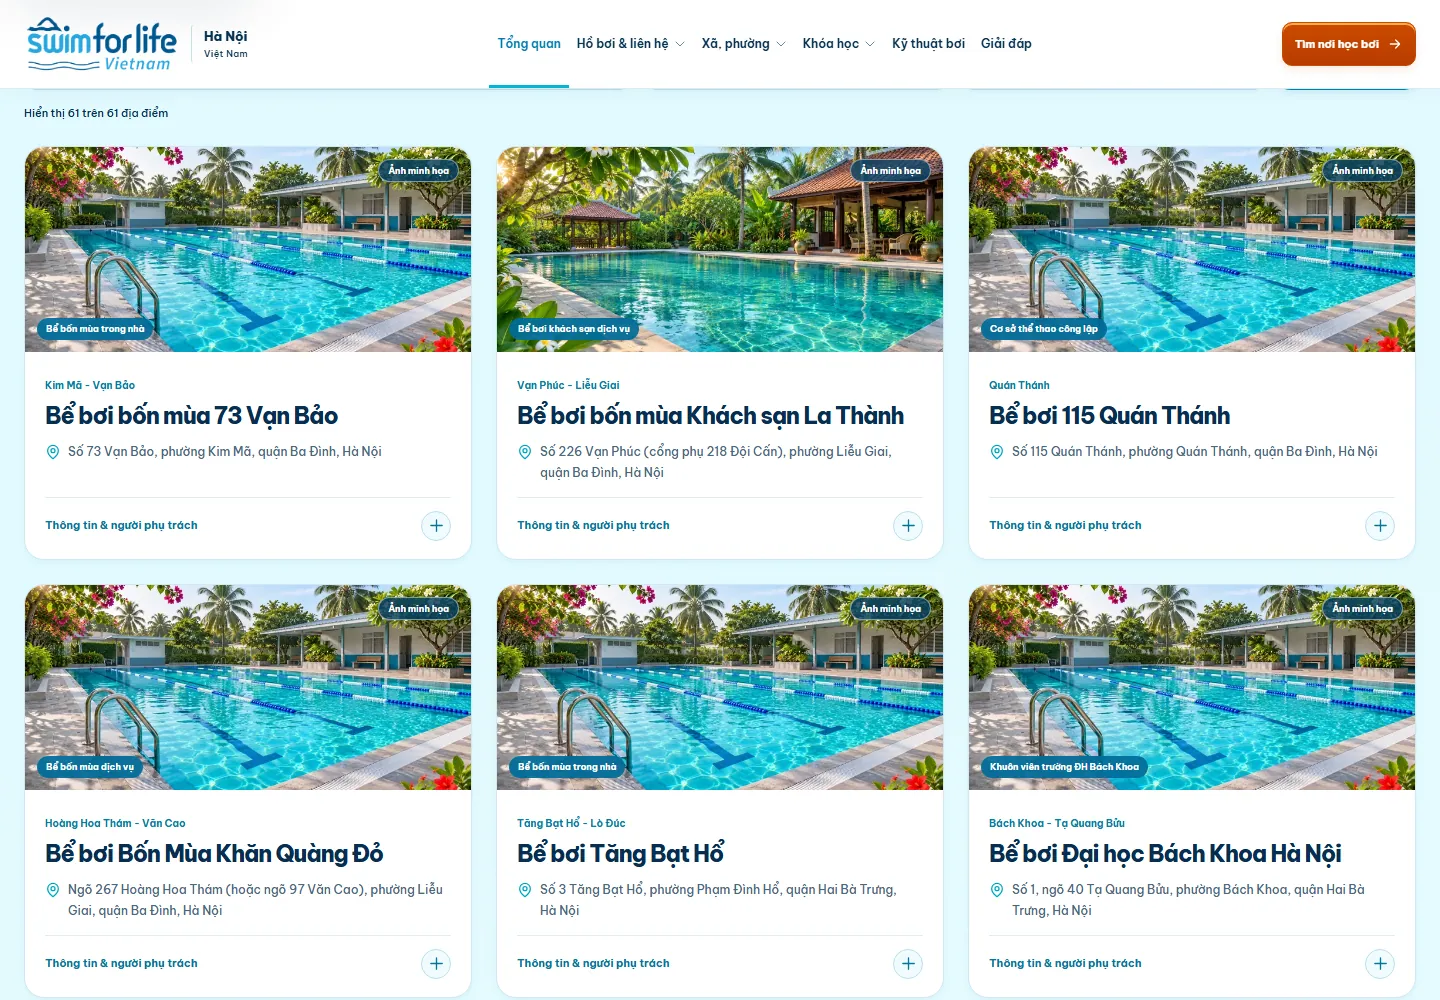 swimforlife
Vietnam
Hà Nội
Việt Nam
Tổng quan
Hồ bơi & liên hệ
Xã, phường
Khóa học
Kỹ thuật bơi
Giải đáp
Tìm nơi học bơi
Hiển thị 61 trên 61 địa điểm
Ảnh minh họa
Bể bốn mùa trong nhà
Kim Mã - Vạn Bảo
Bể bơi bốn mùa 73 Vạn Bảo
Số 73 Vạn Bảo, phường Kim Mã, quận Ba Đình, Hà Nội
Thông tin & người phụ trách
Ảnh minh họa
Bể bơi khách sạn dịch vụ
Vạn Phúc - Liễu Giai
Bể bơi bốn mùa Khách sạn La Thành
Số 226 Vạn Phúc (cổng phụ 218 Đội Cấn), phường Liễu Giai,
quận Ba Đình, Hà Nội
Thông tin & người phụ trách
Ảnh minh họa
Cơ sở thể thao công lập
Quán Thánh
Bể bơi 115 Quán Thánh
Số 115 Quán Thánh, phường Quán Thánh, quận Ba Đình, Hà Nội
Thông tin & người phụ trách
Ảnh minh họa
Bể bốn mùa dịch vụ
Hoàng Hoa Thám - Văn Cao
Bể bơi Bốn Mùa Khăn Quàng Đỏ
Ngõ 267 Hoàng Hoa Thám (hoặc ngõ 97 Văn Cao), phường Liễu
Giai, quận Ba Đình, Hà Nội
Thông tin & người phụ trách
Ảnh minh họa
Bể bốn mùa trong nhà
Tăng Bạt Hổ - Lò Đúc
Bể bơi Tăng Bạt Hổ
Số 3 Tăng Bạt Hổ, phường Phạm Đình Hổ, quận Hai Bà Trưng,
Hà Nội
Thông tin & người phụ trách
Ảnh minh họa
Khuôn viên trường ĐH Bách Khoa
Bách Khoa - Tạ Quang Bửu
Bể bơi Đại học Bách Khoa Hà Nội
Số 1, ngõ 40 Tạ Quang Bửu, phường Bách Khoa, quận Hai Bà
Trưng, Hà Nội
Thông tin & người phụ trách